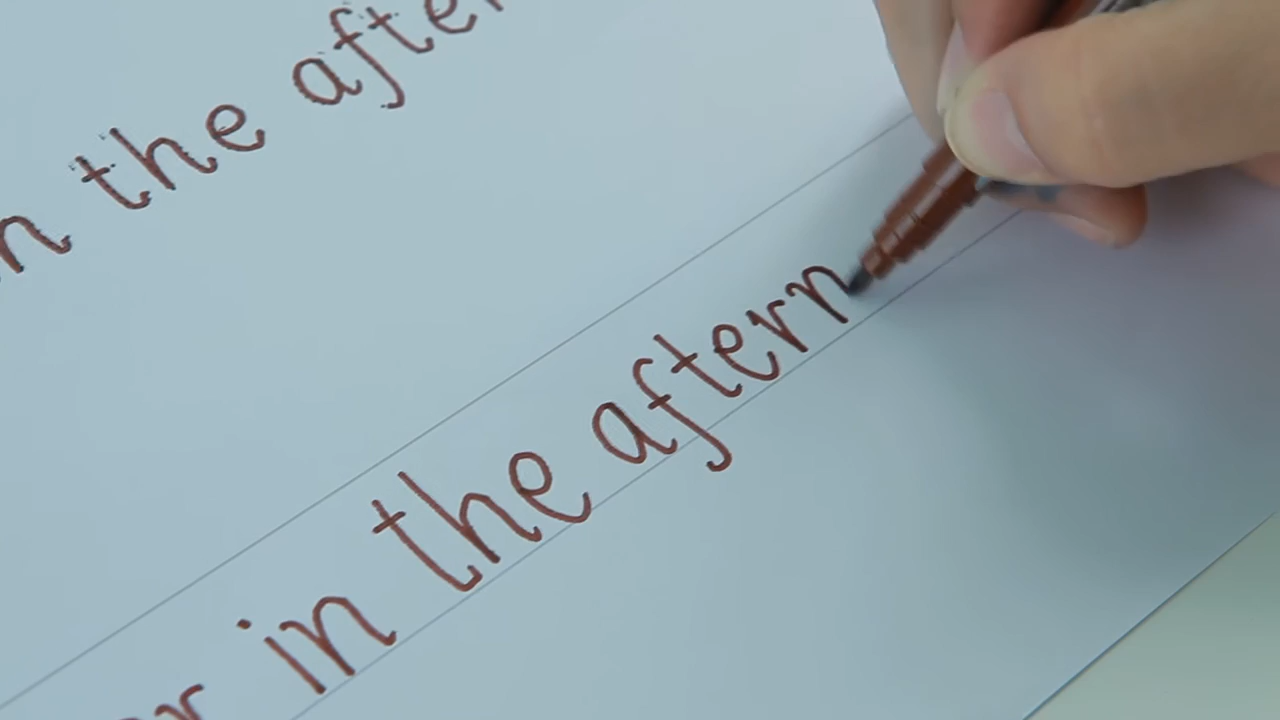 n the after
r in the aftern